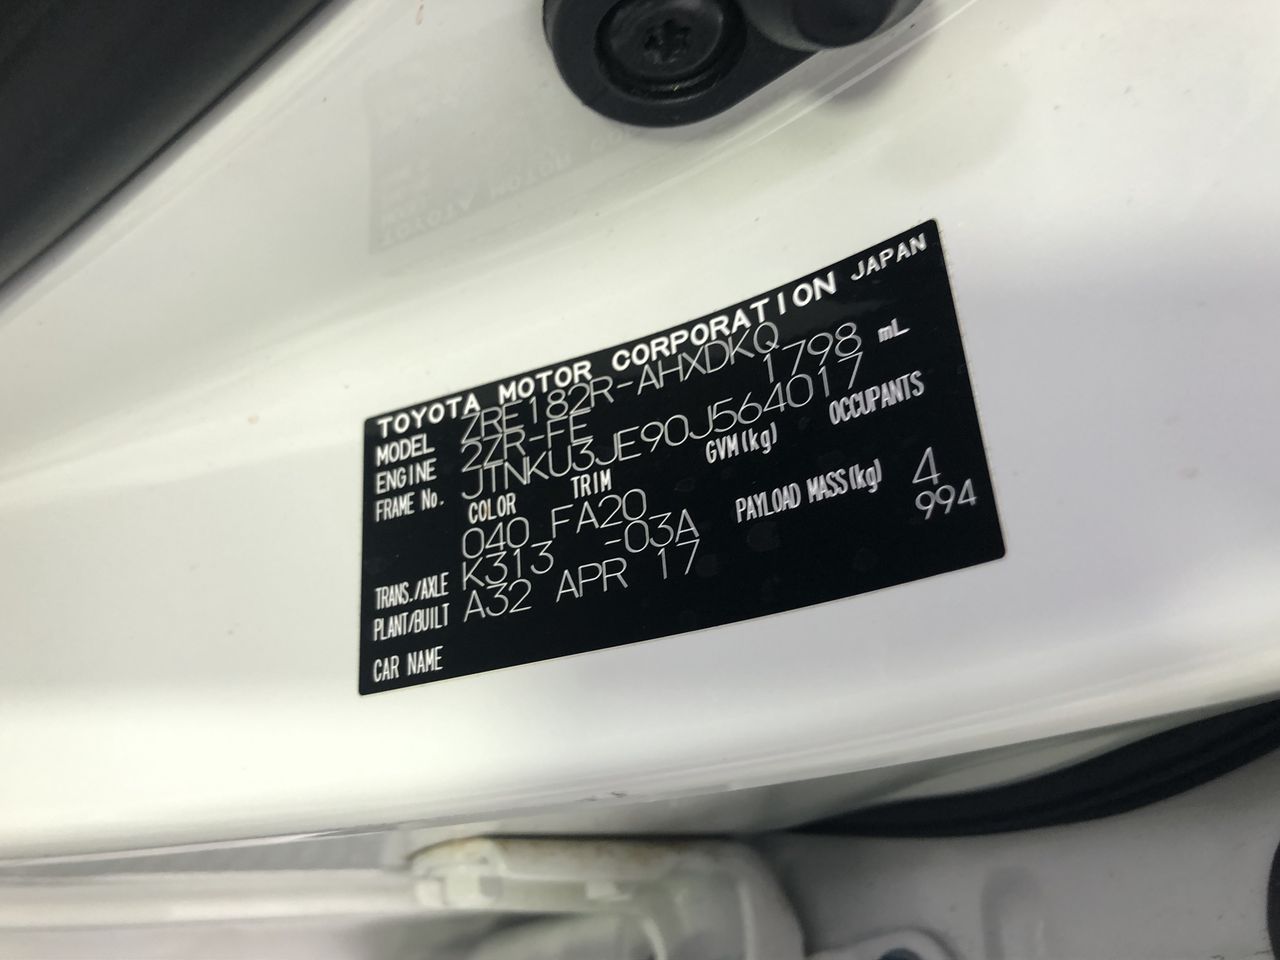 TOYOTA MOTOR CORPORATION JAPAN
MODEL ZRE182R-AHXDKQ
ENGINE 2ZR-FE 1798 mL
FRAME No. JTNKU3JE90J564017
COLOR TRIM GVM(kg) OCCUPANTS
040 FA20 4
TRANS./AXLE K313 -03A PAYLOAD MASS(kg) 994
PLANT/BUILT A32 APR 17
CAR NAME